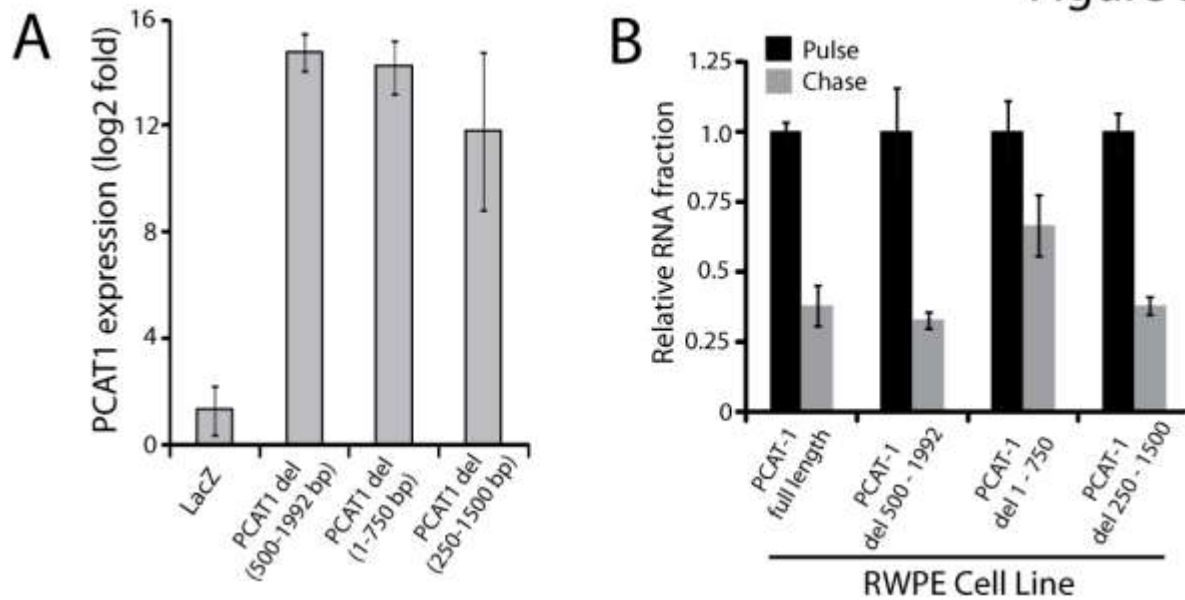 A
PCAT1 expression (log2 fold)
16
12
8
4
0
LacZ
PCAT1 del
(500-1992 bp)
PCAT1 del
(1-750 bp)
PCAT1 del
(250-1500 bp)
B
Pulse
Chase
Relative RNA fraction
1.25
1.0
0.75
0.5
0.25
0
PCAT-1
full length
PCAT-1
del 500 - 1992
PCAT-1
del 1 - 750
PCAT-1
del 250 - 1500
RWPE Cell Line